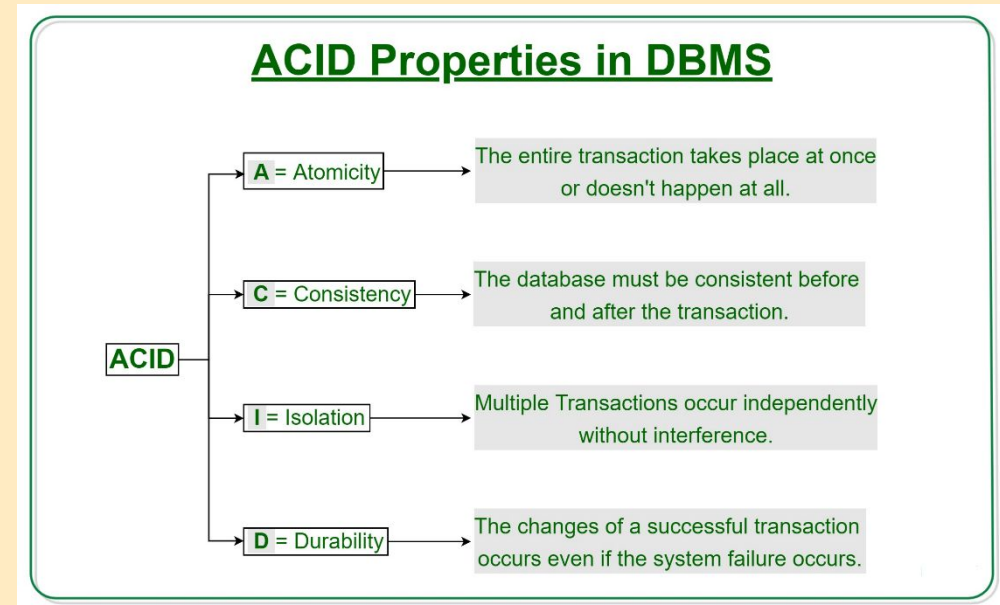 ACID Properties in DBMS
A = Atomicity
The entire transaction takes place at once
or doesn't happen at all.
C = Consistency
The database must be consistent before
and after the transaction.
ACID
I = Isolation
Multiple Transactions occur independently
without interference.
D = Durability
The changes of a successful transaction
occurs even if the system failure occurs.